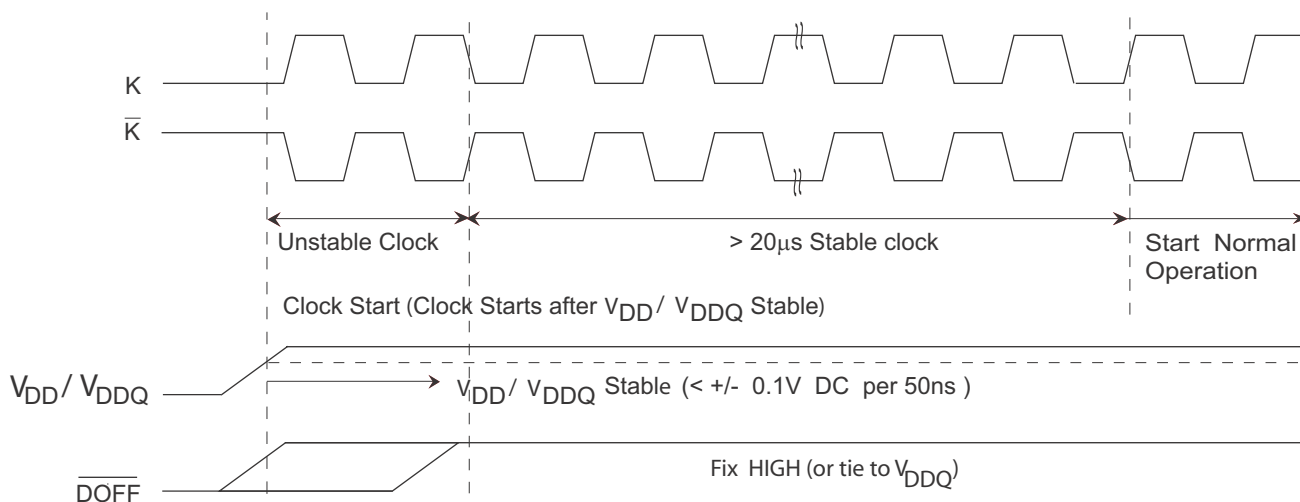 K
K̅
Unstable Clock
> 20μs Stable clock
Start Normal
Operation
Clock Start (Clock Starts after VDD / VDDQ Stable)
VDD / VDDQ
VDD / VDDQ Stable (< +/- 0.1V DC per 50ns )
Fix HIGH (or tie to VDDQ)
D̅O̅F̅F̅